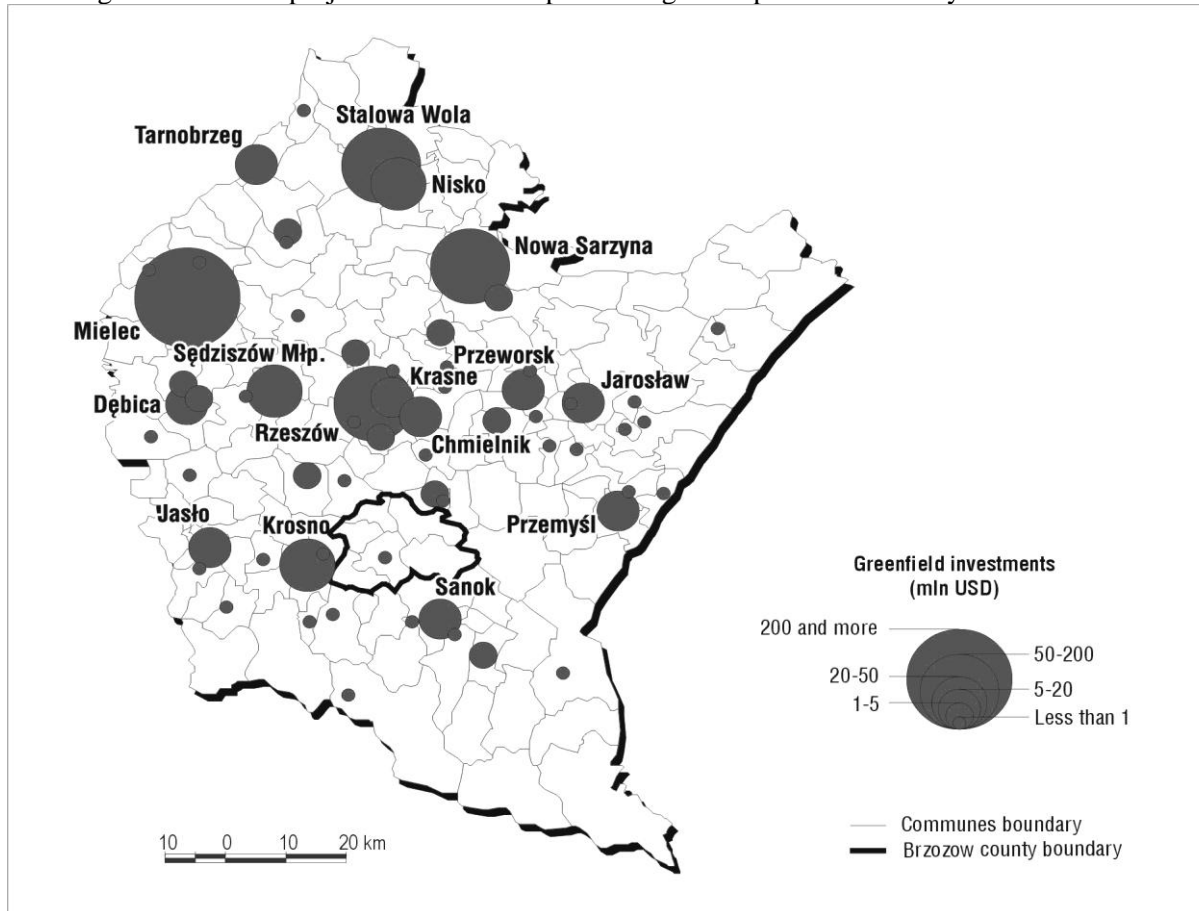 Stalowa Wola
Tarnobrzeg
Nisko
Nowa Sarzyna
Mielec
Sędziszów Młp.
Przeworsk
Krasne
Jarosław
Dębica
Rzeszów
Chmielnik
Jasło
Krosno
Przemyśl
Sanok
Greenfield investments
(mln USD)
200 and more
50-200
20-50
5-20
1-5
Less than 1
10 0 10 20 km
Communes boundary
Brzozow county boundary